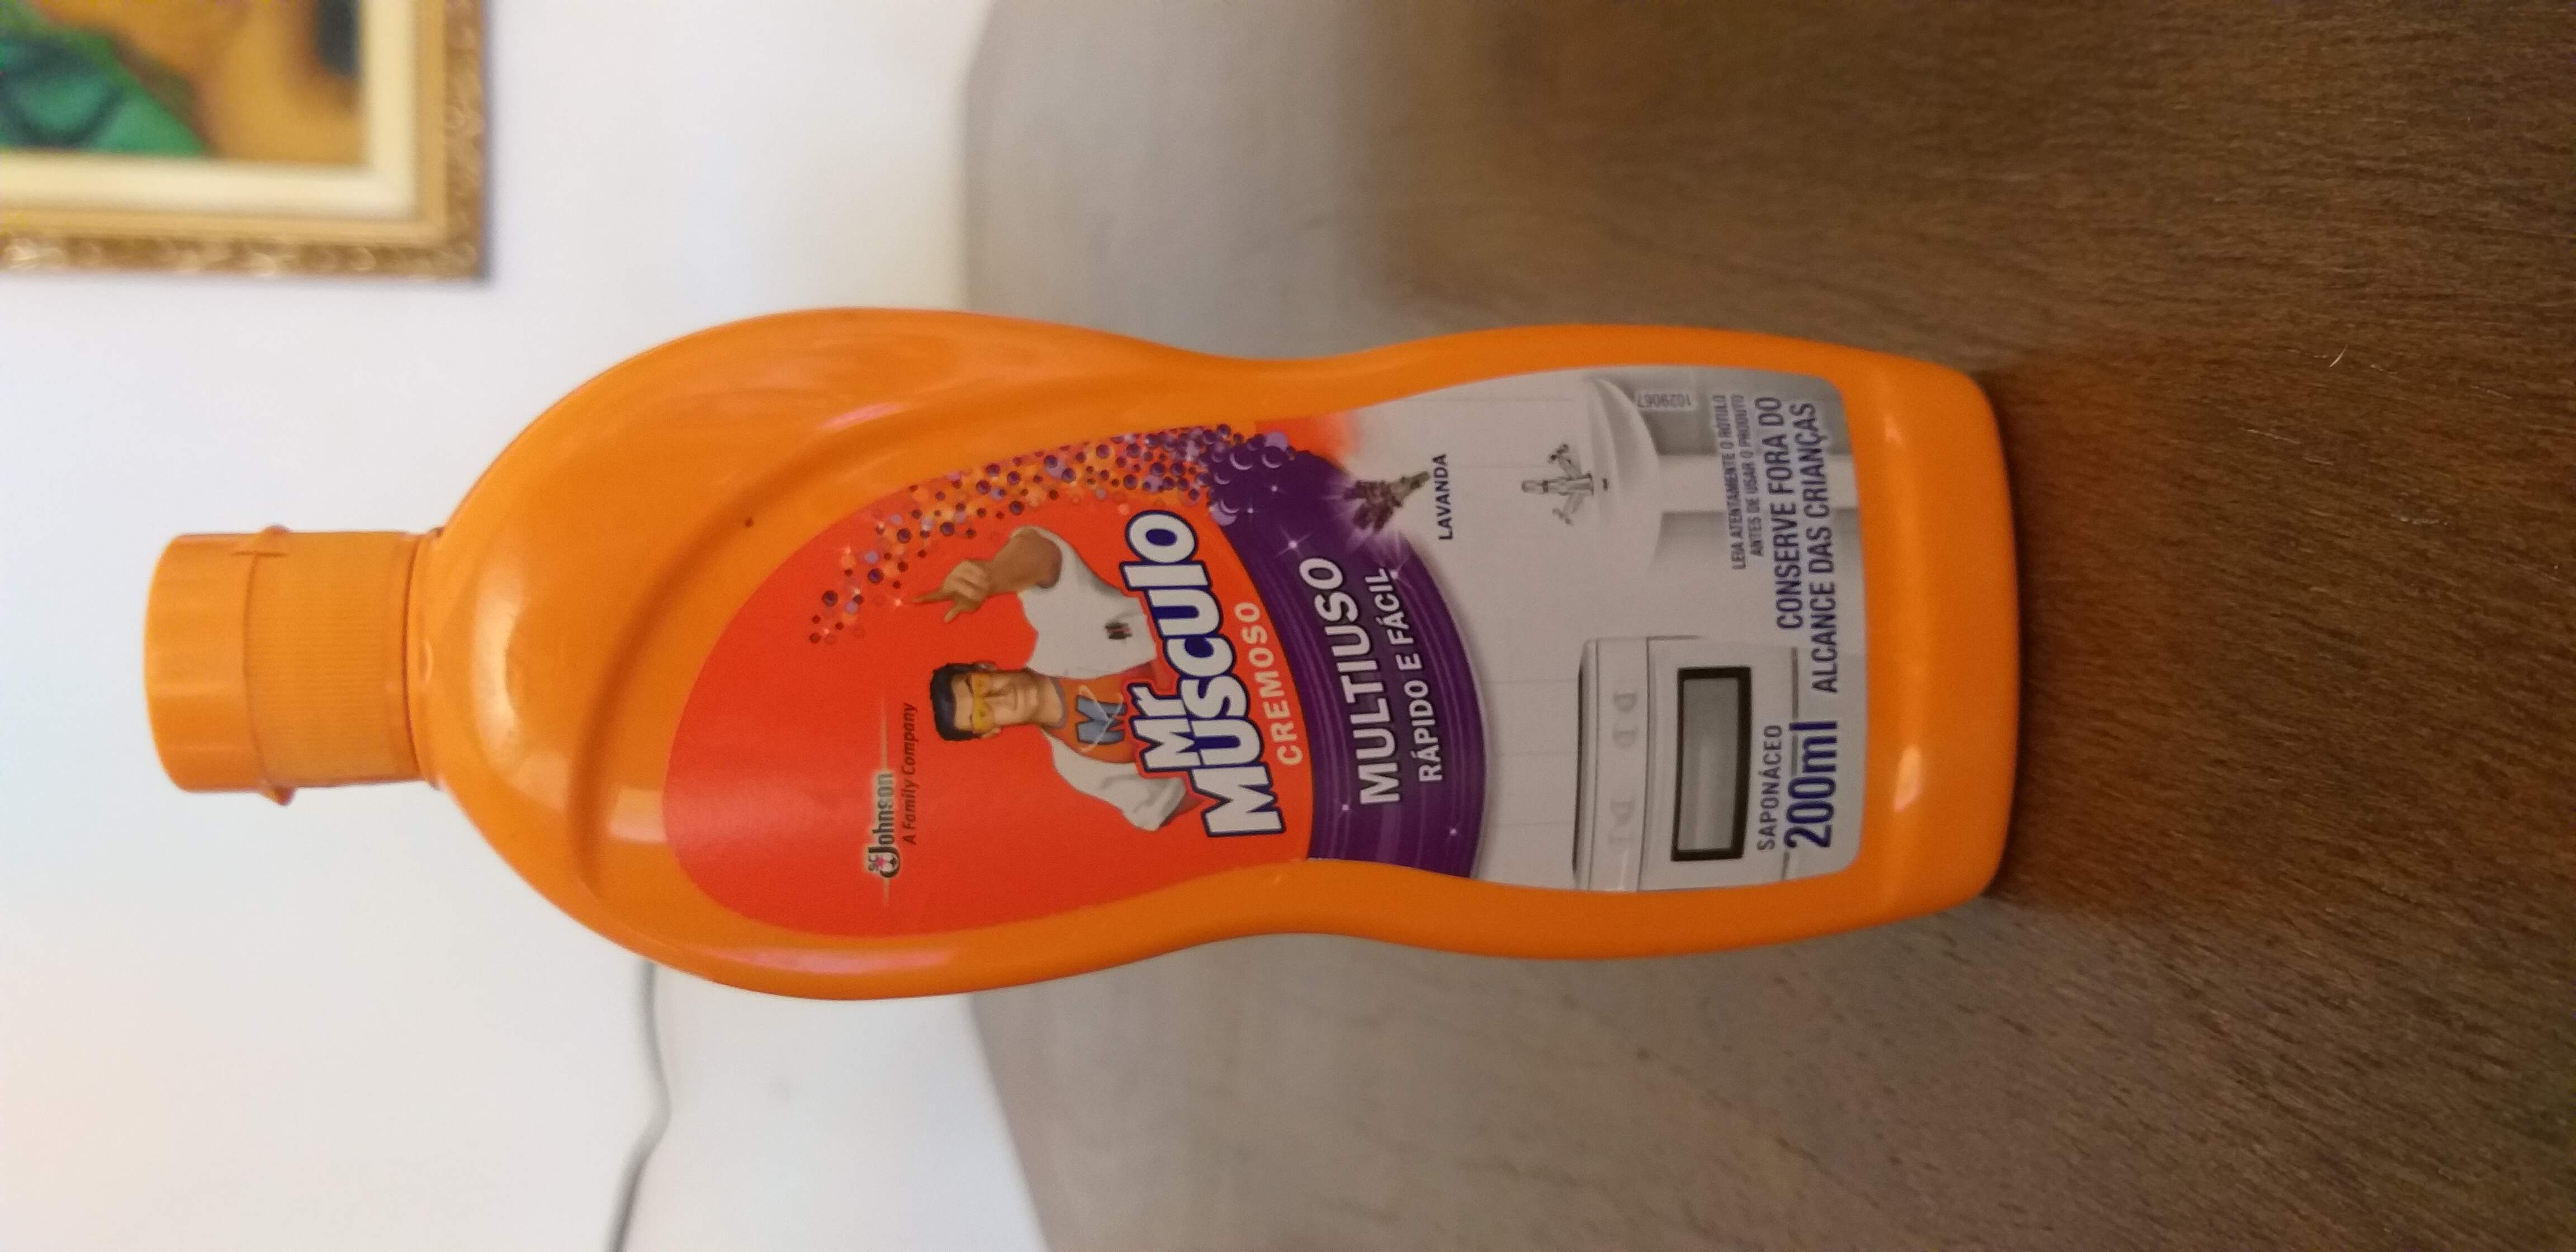 SC Johnson
A Family Company
M
Mr
Músculo
CREMOSO
MULTIUSO
RÁPIDO E FÁCIL
LAVANDA
1029067
SAPONÁCEO
200ml
LEIA ATENTAMENTE O RÓTULO
ANTES DE USAR O PRODUTO
CONSERVE FORA DO
ALCANCE DAS CRIANÇAS